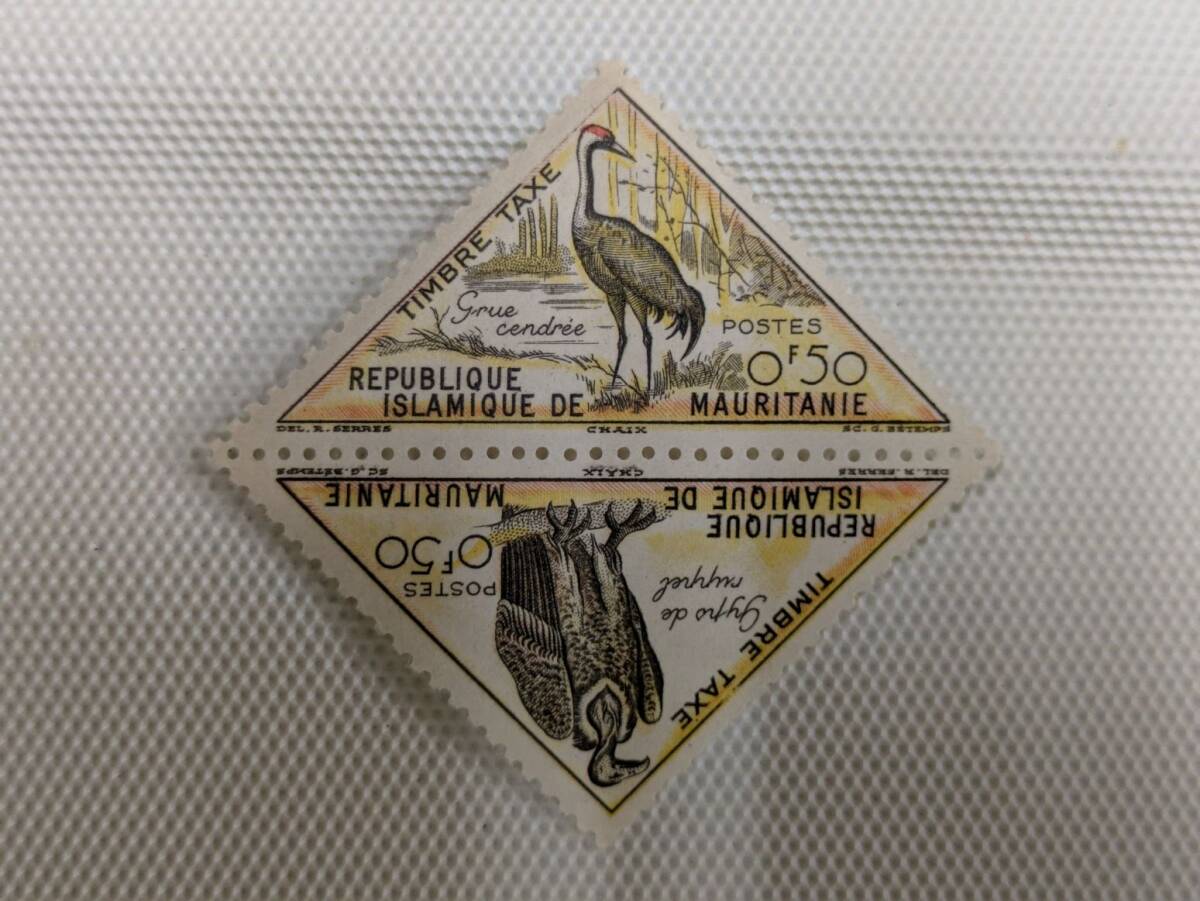 TIMBRE TAXE
Grue
cendrée
POSTES
0F50
REPUBLIQUE
ISLAMIQUE DE MAURITANIE
DEL. R. SERRES CHAIX SC. G. BÉTEMPS
TIMBRE TAXE
Gyps de
ruppel
POSTES
0F50
REPUBLIQUE
ISLAMIQUE DE MAURITANIE
DEL. R. SERRES CHAIX SC. G. BÉTEMPS